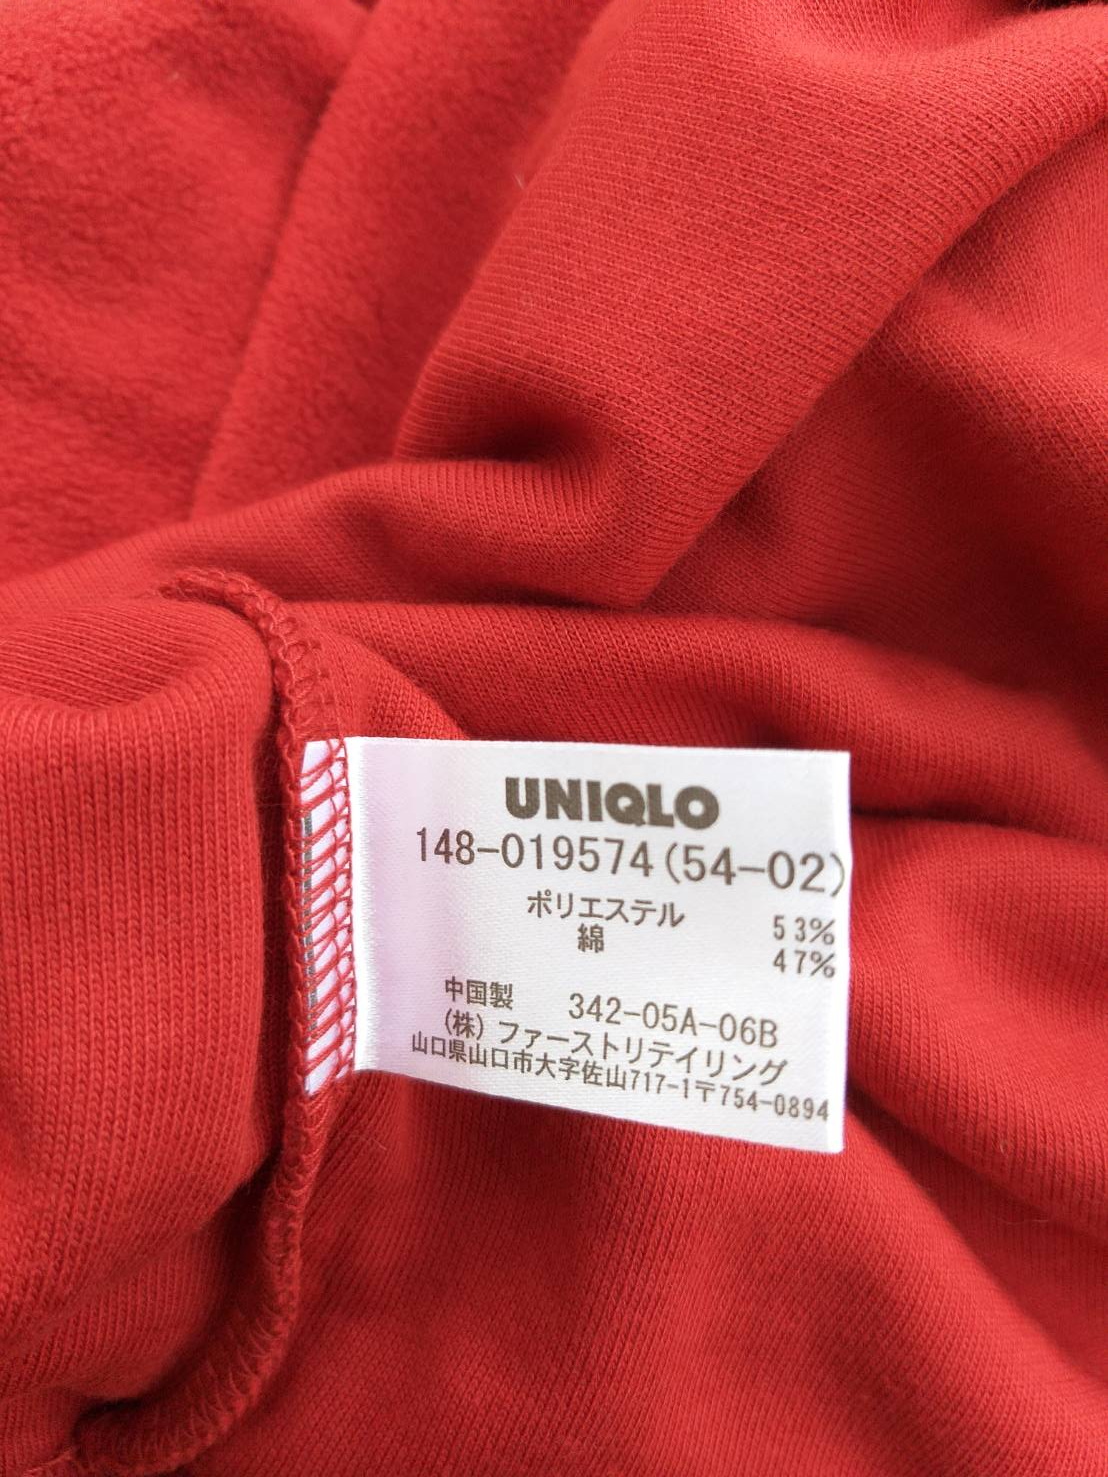 UNIQLO
148-019574(54-02)
ポリエステル 53%
綿 47%
中国製 342-05A-06B
(株)ファーストリテイリング
山口県山口市大字佐山717-1〒754-0894